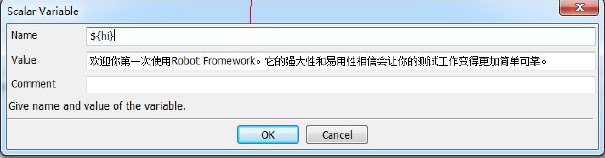 Scalar Variable
Name
${hi}
Value
欢迎你第一次使用Robot Fromework。它的强大性和易用性相信会让你的测试工作变得更加简单可靠。
Comment
Give name and value of the variable.
OK
Cancel